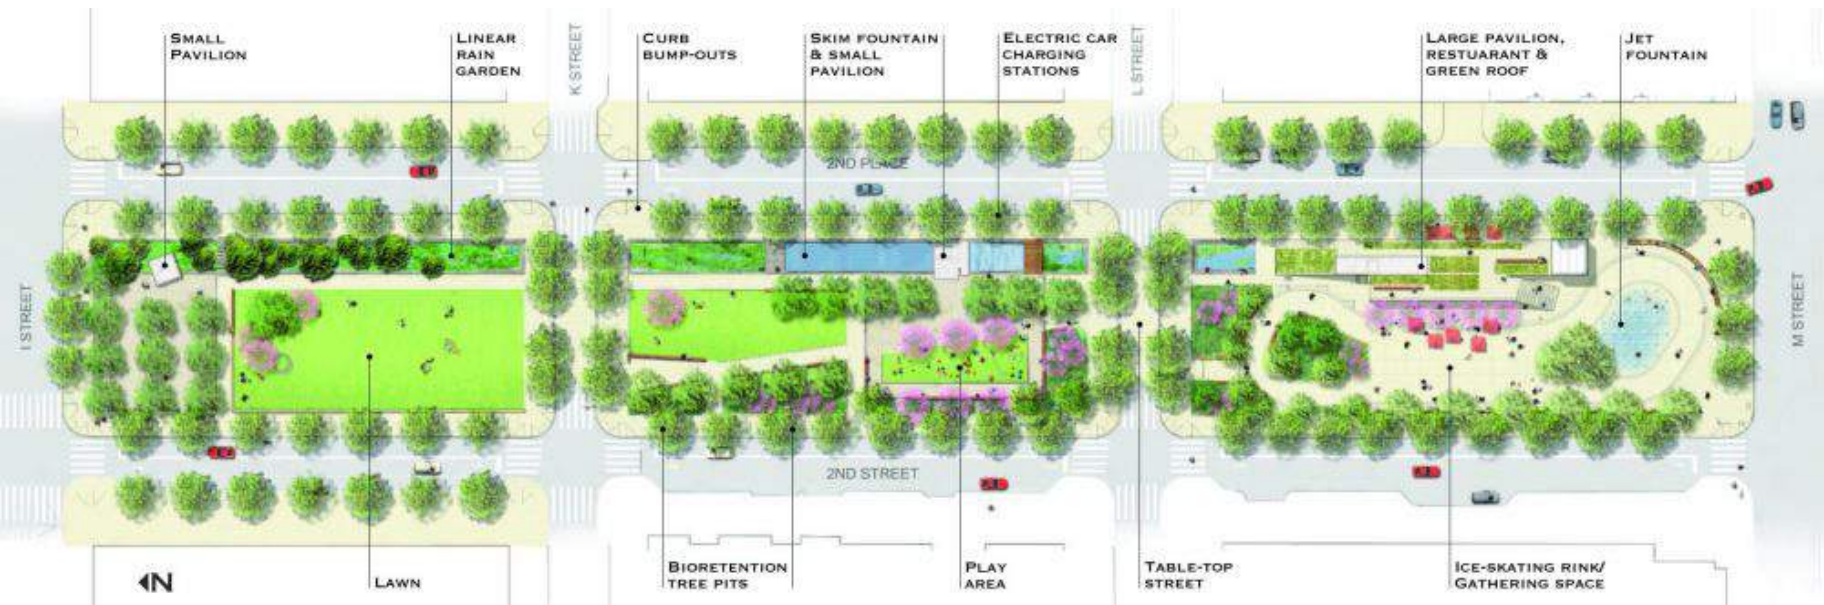 SMALL
PAVILION
LINEAR
RAIN
GARDEN
K STREET
CURB
BUMP-OUTS
SKIM FOUNTAIN
& SMALL
PAVILION
ELECTRIC CAR
CHARGING
STATIONS
L STREET
LARGE PAVILION,
RESTUARANT &
GREEN ROOF
JET
FOUNTAIN
2ND PLACE
I STREET
M STREET
2ND STREET
N
LAWN
BIORETENTION
TREE PITS
PLAY
AREA
TABLE-TOP
STREET
ICE-SKATING RINK/
GATHERING SPACE